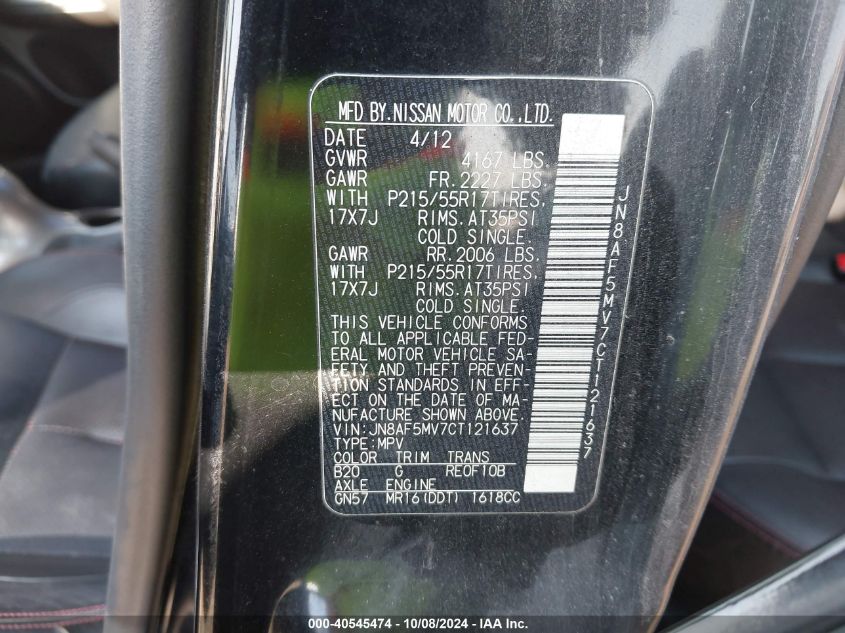 MFD BY.NISSAN MOTOR CO.,LTD.
DATE 4/12
GVWR 4167 LBS.
GAWR FR.2227 LBS.
WITH P215/55R17TIRES.
17X7J RIMS.AT35PSI
COLD SINGLE.
GAWR RR.2006 LBS.
WITH P215/55R17TIRES.
17X7J RIMS.AT35PSI
COLD SINGLE.
THIS VEHICLE CONFORMS
TO ALL APPLICABLE FED-
ERAL MOTOR VEHICLE SA-
FETY AND THEFT PREVEN-
TION STANDARDS IN EFF-
ECT ON THE DATE OF MA-
NUFACTURE SHOWN ABOVE.
VIN:JN8AF5MV7CT121637
TYPE:MPV
COLOR TRIM TRANS
B20 G RE0F10B
AXLE ENGINE
GN57 MR16(DDT) 1618CC
JN8AF5MV7CT121637
000-40545474 - 10/08/2024 - IAA Inc.